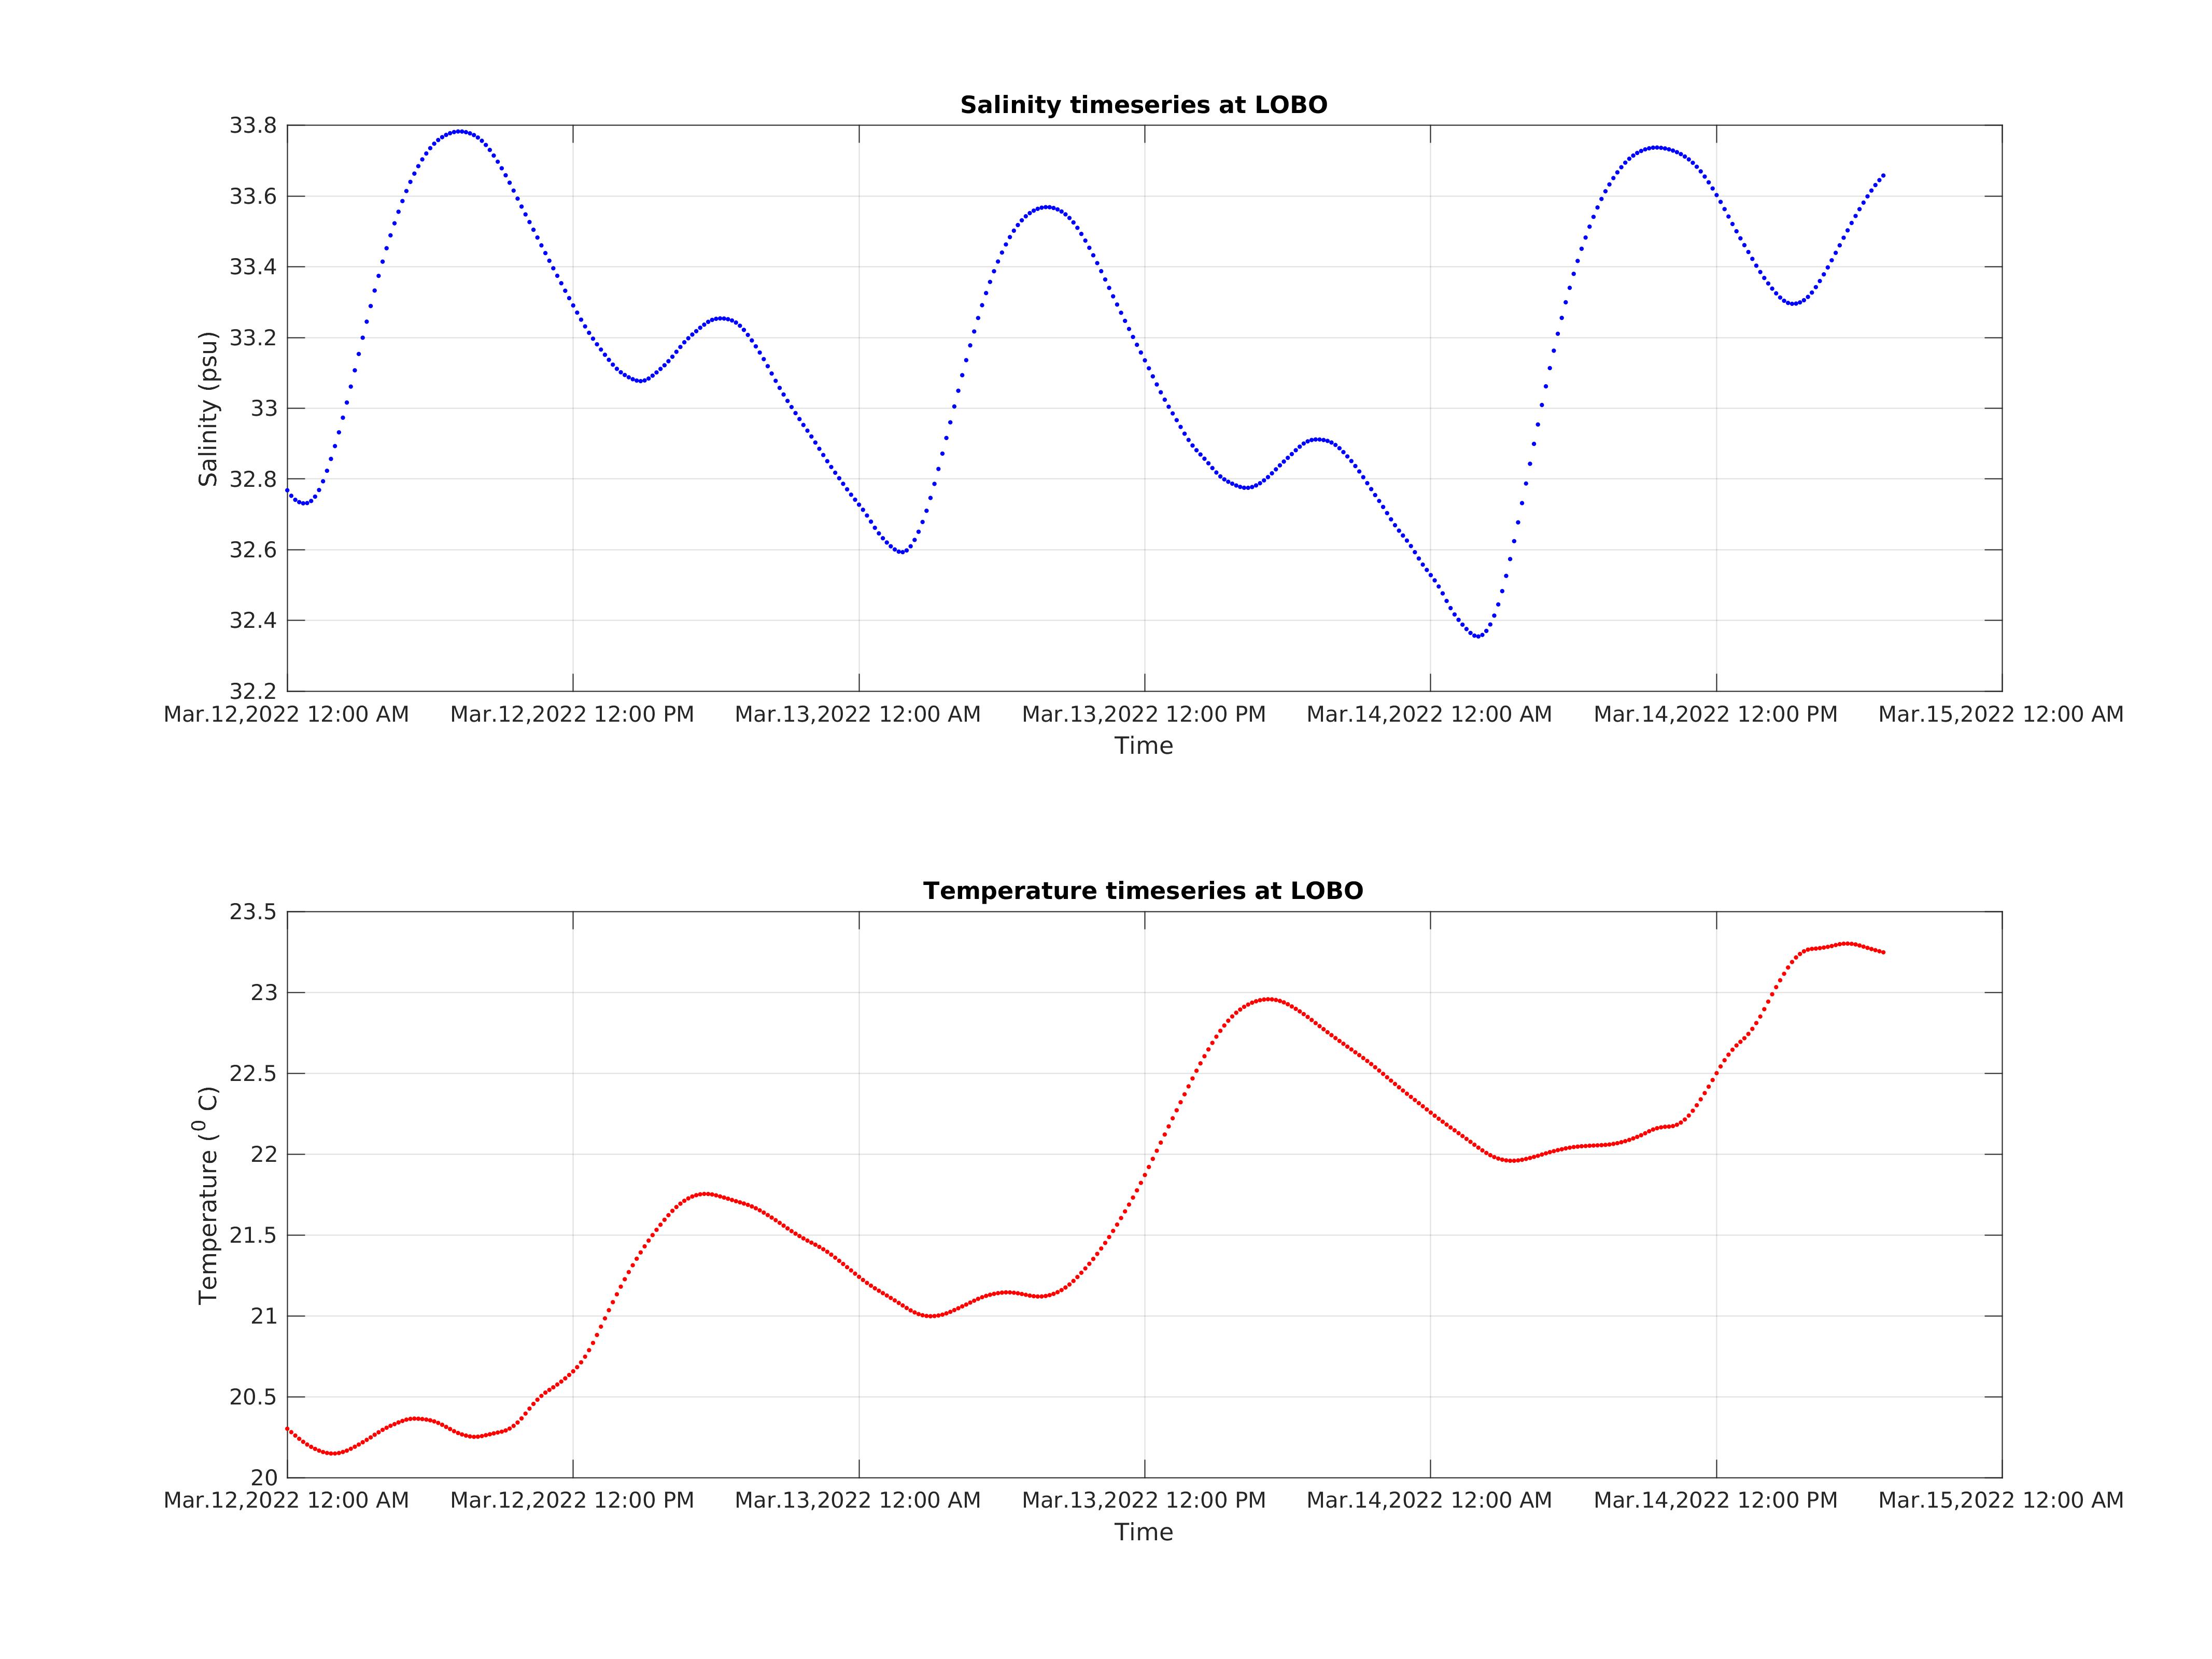 Salinity timeseries at LOBO
33.8
33.6
33.4
33.2
33
32.8
32.6
32.4
32.2
Salinity (psu)
Mar.12,2022 12:00 AM Mar.12,2022 12:00 PM Mar.13,2022 12:00 AM Mar.13,2022 12:00 PM Mar.14,2022 12:00 AM Mar.14,2022 12:00 PM Mar.15,2022 12:00 AM
Time
Temperature timeseries at LOBO
23.5
23
22.5
22
21.5
21
20.5
20
Temperature (⁰ C)
Mar.12,2022 12:00 AM Mar.12,2022 12:00 PM Mar.13,2022 12:00 AM Mar.13,2022 12:00 PM Mar.14,2022 12:00 AM Mar.14,2022 12:00 PM Mar.15,2022 12:00 AM
Time